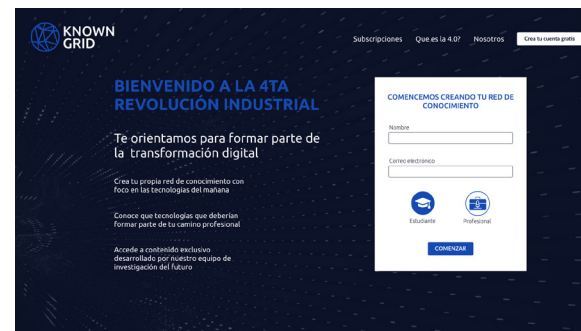 KNOWN
GRID
Subscripciones Que es la 4.0? Nosotros Crea tu cuenta gratis
BIENVENIDO A LA 4TA
REVOLUCIÓN INDUSTRIAL
Te orientamos para formar parte de
la transformación digital
Crea tu propia red de conocimiento con
foco en las tecnologías del mañana
Conoce que tecnologías que deberían
formar parte de tu camino profesional
Accede a contenido exclusivo
desarrollado por nuestro equipo de
investigación del futuro
COMENCEMOS CREANDO TU RED DE
CONOCIMIENTO
Nombre
Correo electrónico
Estudiante Profesional
COMENZAR